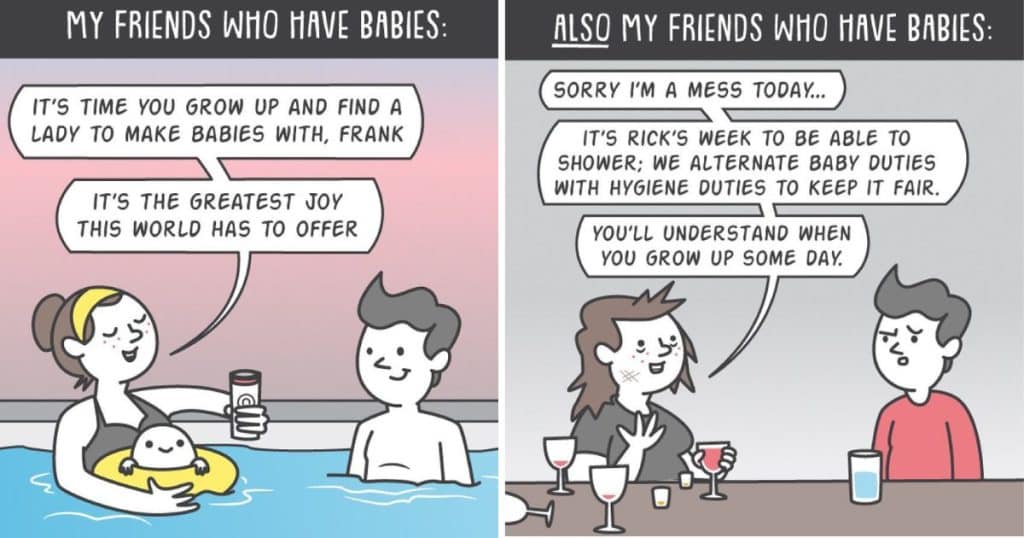 MY FRIENDS WHO HAVE BABIES:
IT'S TIME YOU GROW UP AND FIND A
LADY TO MAKE BABIES WITH, FRANK
IT'S THE GREATEST JOY
THIS WORLD HAS TO OFFER
ALSO MY FRIENDS WHO HAVE BABIES:
SORRY I'M A MESS TODAY...
IT'S RICK'S WEEK TO BE ABLE TO
SHOWER; WE ALTERNATE BABY DUTIES
WITH HYGIENE DUTIES TO KEEP IT FAIR.
YOU'LL UNDERSTAND WHEN
YOU GROW UP SOME DAY.